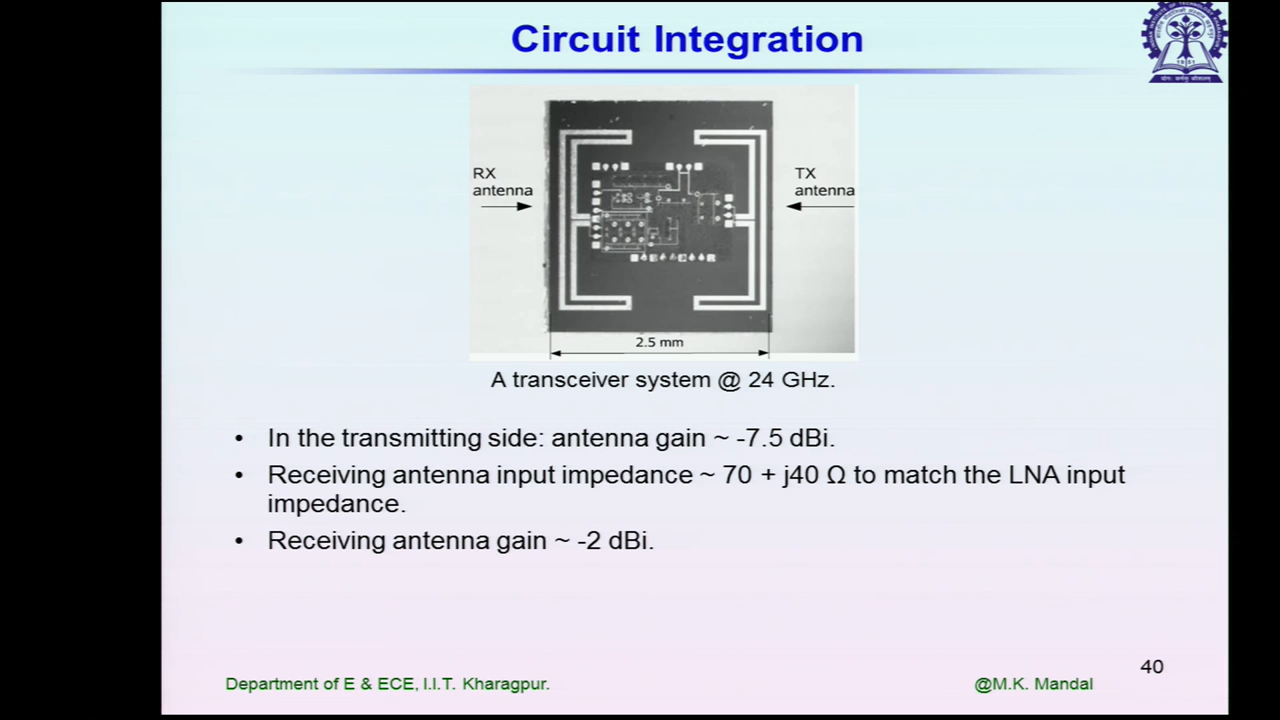 Circuit Integration
RX
antenna
TX
antenna
2.5 mm
A transceiver system @ 24 GHz.
• In the transmitting side: antenna gain ~ -7.5 dBi.
• Receiving antenna input impedance ~ 70 + j40 Ω to match the LNA input
impedance.
• Receiving antenna gain ~ -2 dBi.
40
Department of E & ECE, I.I.T. Kharagpur.
@M.K. Mandal